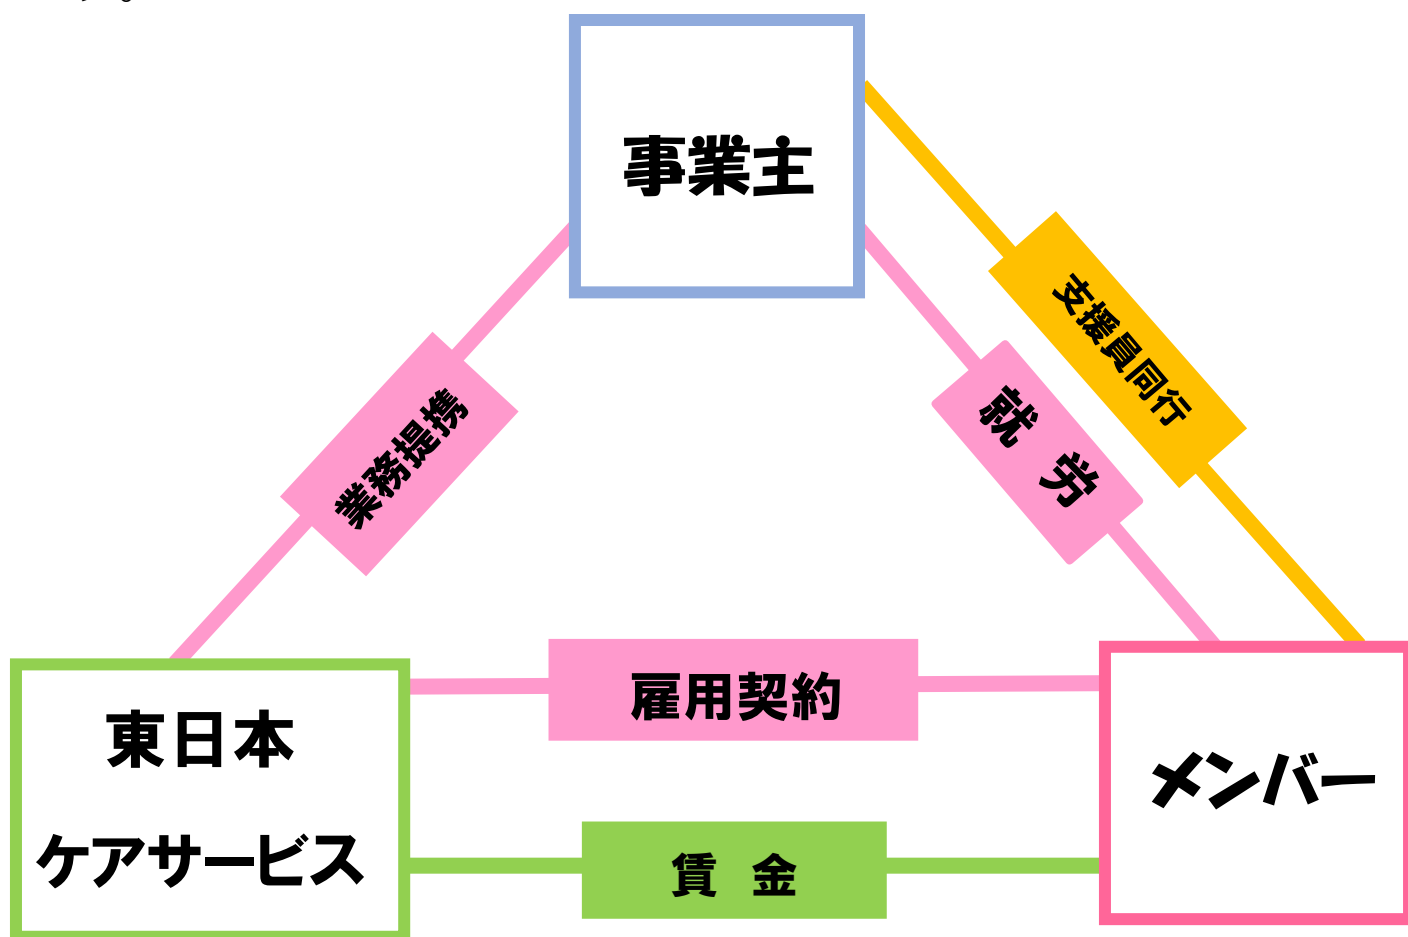 事業主
支援員同行
就 労
業務提携
雇用契約
東日本
ケアサービス
メンバー
賃 金